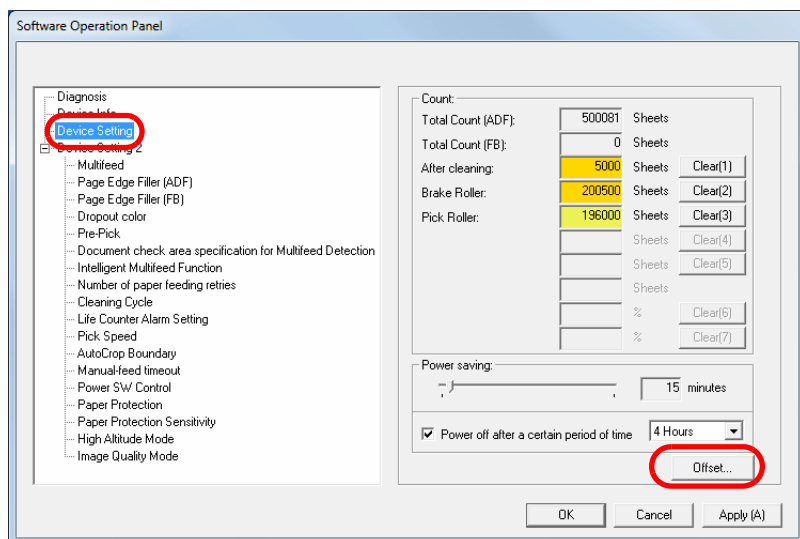 Software Operation Panel
Diagnosis
Device Info
Device Setting
Device Setting 2
Multifeed
Page Edge Filler (ADF)
Page Edge Filler (FB)
Dropout color
Pre-Pick
Document check area specification for Multifeed Detection
Intelligent Multifeed Function
Number of paper feeding retries
Cleaning Cycle
Life Counter Alarm Setting
Pick Speed
AutoCrop Boundary
Manual-feed timeout
Power SW Control
Paper Protection
Paper Protection Sensitivity
High Altitude Mode
Image Quality Mode
Count:
Total Count (ADF): 500081 Sheets
Total Count (FB): 0 Sheets
After cleaning: 5000 Sheets Clear(1)
Brake Roller: 200500 Sheets Clear(2)
Pick Roller: 196000 Sheets Clear(3)
Sheets Clear(4)
Sheets Clear(5)
Sheets
% Clear(6)
% Clear(7)
Power saving:
15 minutes
Power off after a certain period of time 4 Hours
Offset...
OK Cancel Apply (A)